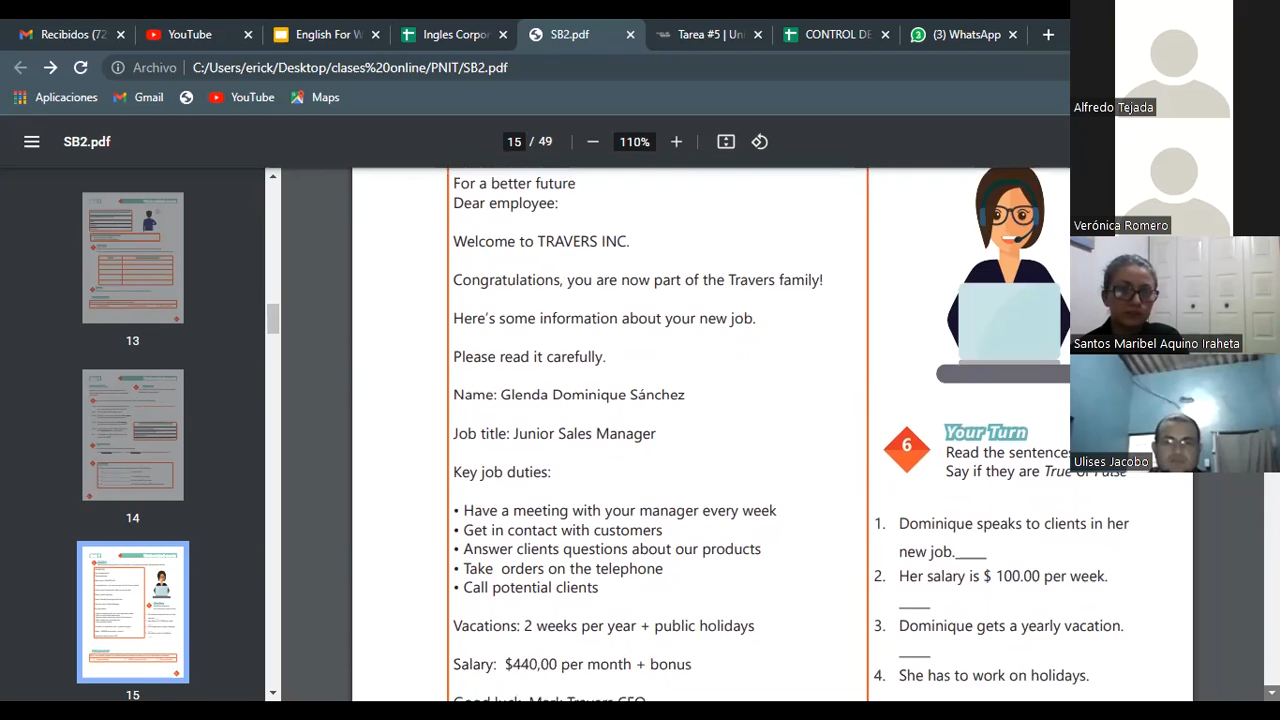 Recibidos (72
YouTube
English For W
Ingles Corpor
SB2.pdf
Tarea #5 | Un
CONTROL DE
(3) WhatsApp
Archivo
C:/Users/erick/Desktop/clases%20online/PNIT/SB2.pdf
Aplicaciones
Gmail
YouTube
Maps
SB2.pdf
15 / 49
110%
13
14
15
For a better future
Dear employee:
Welcome to TRAVERS INC.
Congratulations, you are now part of the Travers family!
Here's some information about your new job.
Please read it carefully.
Name: Glenda Dominique Sánchez
Job title: Junior Sales Manager
Key job duties:
• Have a meeting with your manager every week
• Get in contact with customers
• Answer clients questions about our products
• Take orders on the telephone
• Call potential clients
Vacations: 2 weeks per year + public holidays
Salary: $440,00 per month + bonus
Good luck, Mark Travers CEO
6
Your Turn
Read the sentences
Say if they are True or False
1. Dominique speaks to clients in her
new job.____
2. Her salary is $ 100.00 per week.
____
3. Dominique gets a yearly vacation.
____
4. She has to work on holidays.
Alfredo Tejada
Verónica Romero
Santos Maribel Aquino Iraheta
Ulises Jacobo